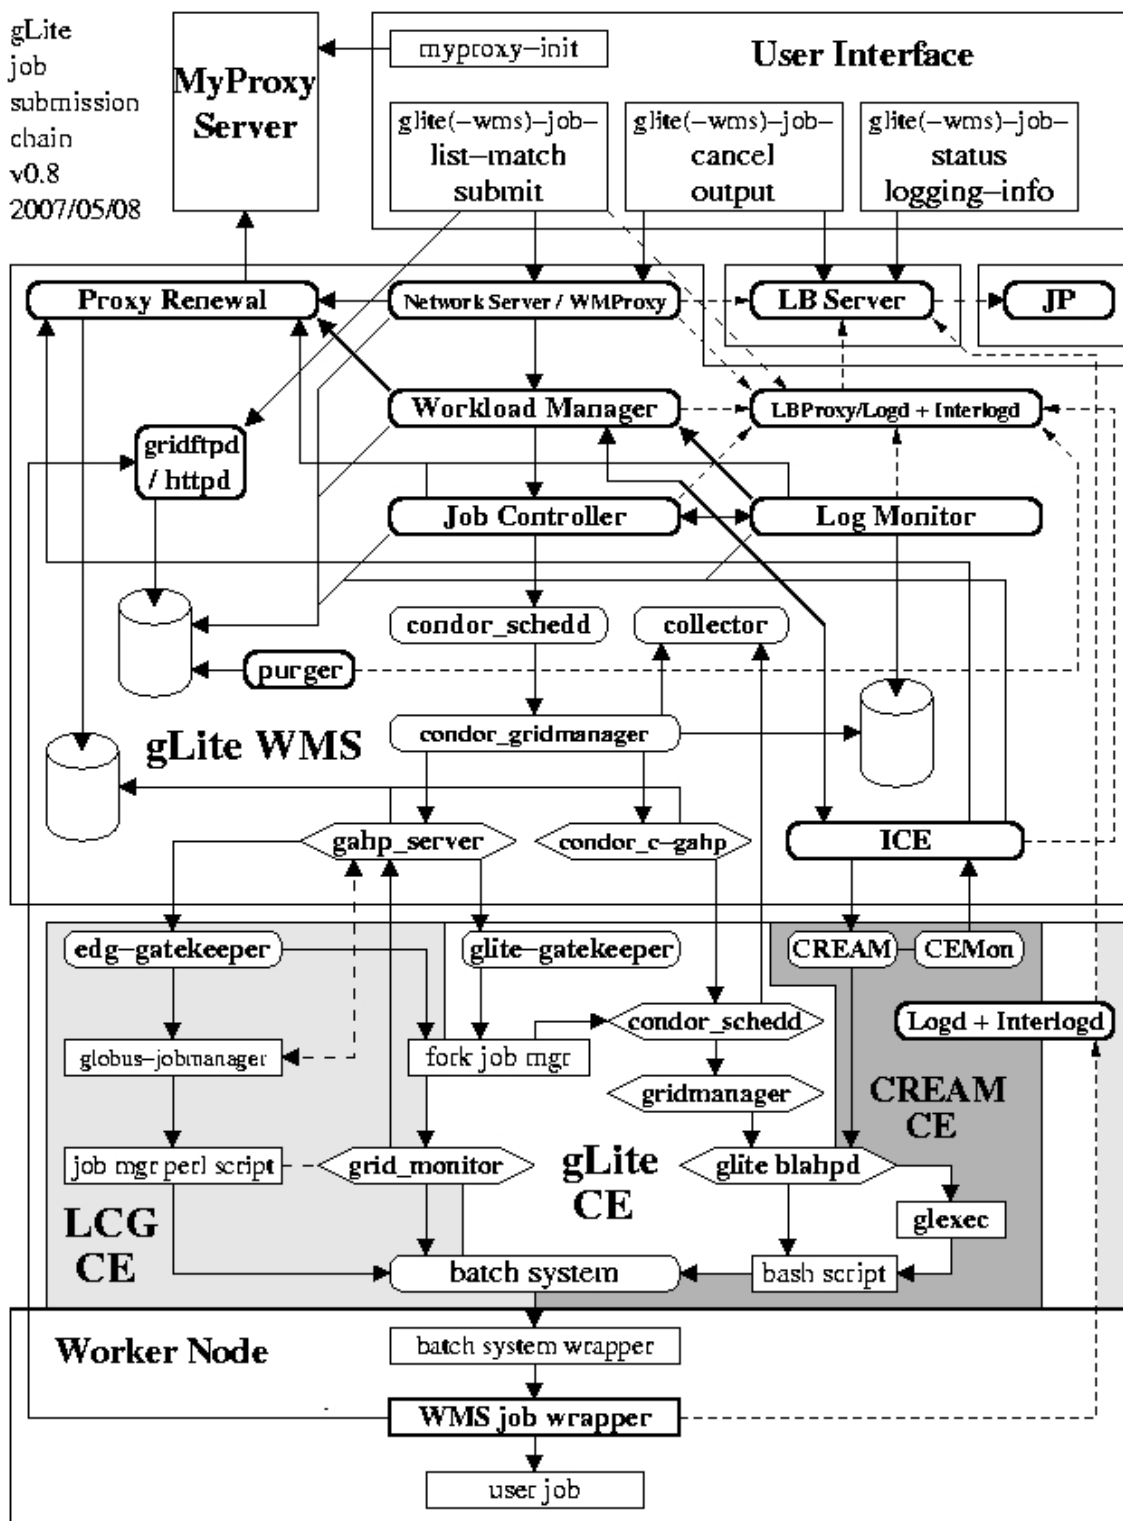 gLite
job
submission
chain
v0.8
2007/05/08
MyProxy
Server
myproxy-init
User Interface
glite(-wms)-job-
list-match
submit
glite(-wms)-job-
cancel
output
glite(-wms)-job-
status
logging-info
Proxy Renewal
Network Server / WMProxy
LB Server
JP
Workload Manager
LBProxy/Logd + Interlogd
gridftpd
/ httpd
Job Controller
Log Monitor
condor_schedd
collector
purger
condor_gridmanager
gLite WMS
gahp_server
condor_c-gahp
ICE
edg-gatekeeper
glite-gatekeeper
CREAM
CEMon
condor_schedd
Logd + Interlogd
globus-jobmanager
fork job mgr
gridmanager
CREAM
CE
job mgr perl script
grid_monitor
gLite
CE
glite blahpd
LCG
CE
glexec
batch system
bash script
Worker Node
batch system wrapper
WMS job wrapper
user job